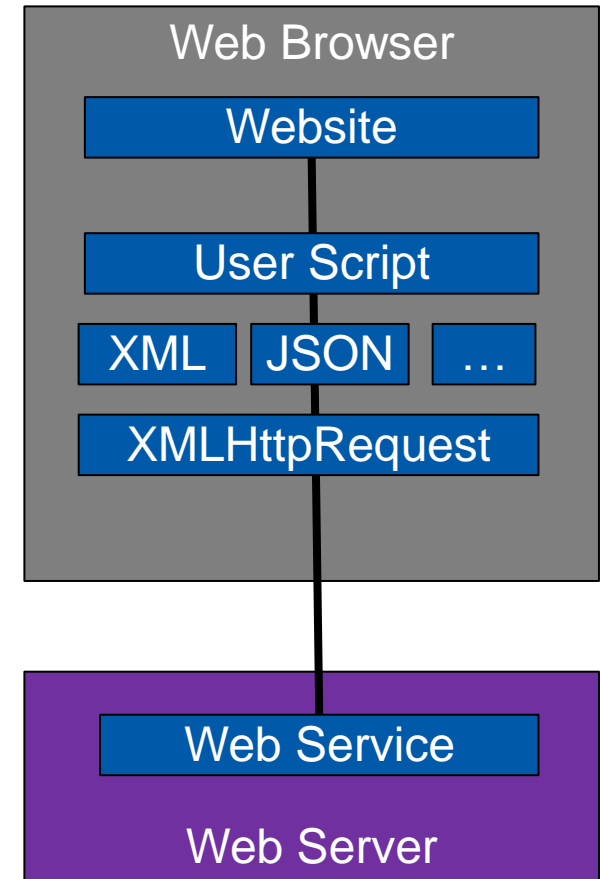 Web Browser
Website
User Script
XML JSON …
XMLHttpRequest
Web Service
Web Server